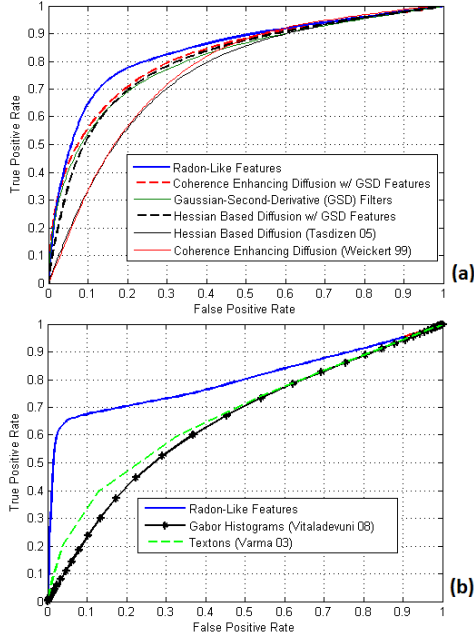 1
0.9
0.8
0.7
0.6
0.5
0.4
0.3
0.2
0.1
0
True Positive Rate
Radon-Like Features
Coherence Enhancing Diffusion w/ GSD Features
Gaussian-Second-Derivative (GSD) Filters
Hessian Based Diffusion w/ GSD Features
Hessian Based Diffusion (Tasdizen 05)
Coherence Enhancing Diffusion (Weickert 99)
0 0.1 0.2 0.3 0.4 0.5 0.6 0.7 0.8 0.9 1
False Positive Rate
(a)
1
0.9
0.8
0.7
0.6
0.5
0.4
0.3
0.2
0.1
0
True Positive Rate
Radon-Like Features
Gabor Histograms (Vitaladevuni 08)
Textons (Varma 03)
0 0.1 0.2 0.3 0.4 0.5 0.6 0.7 0.8 0.9 1
False Positive Rate
(b)